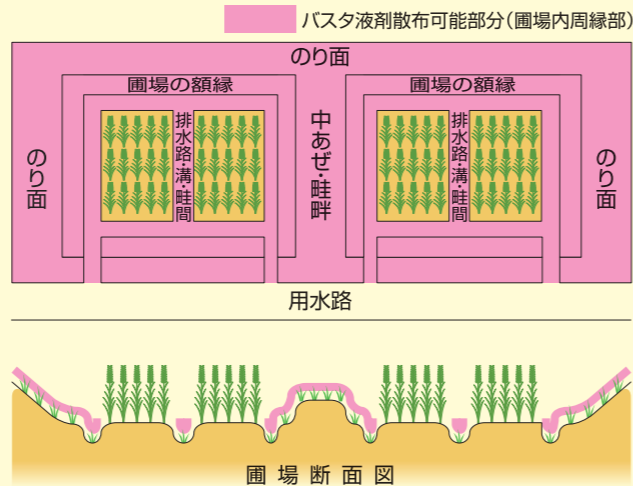 バスタ液剤散布可能部分(圃場内周縁部)
のり面
圃場の額縁
圃場の額縁
のり面
排水路・溝・畦間
中あぜ・畦畔
排水路・溝・畦間
のり面
用水路
圃場断面図